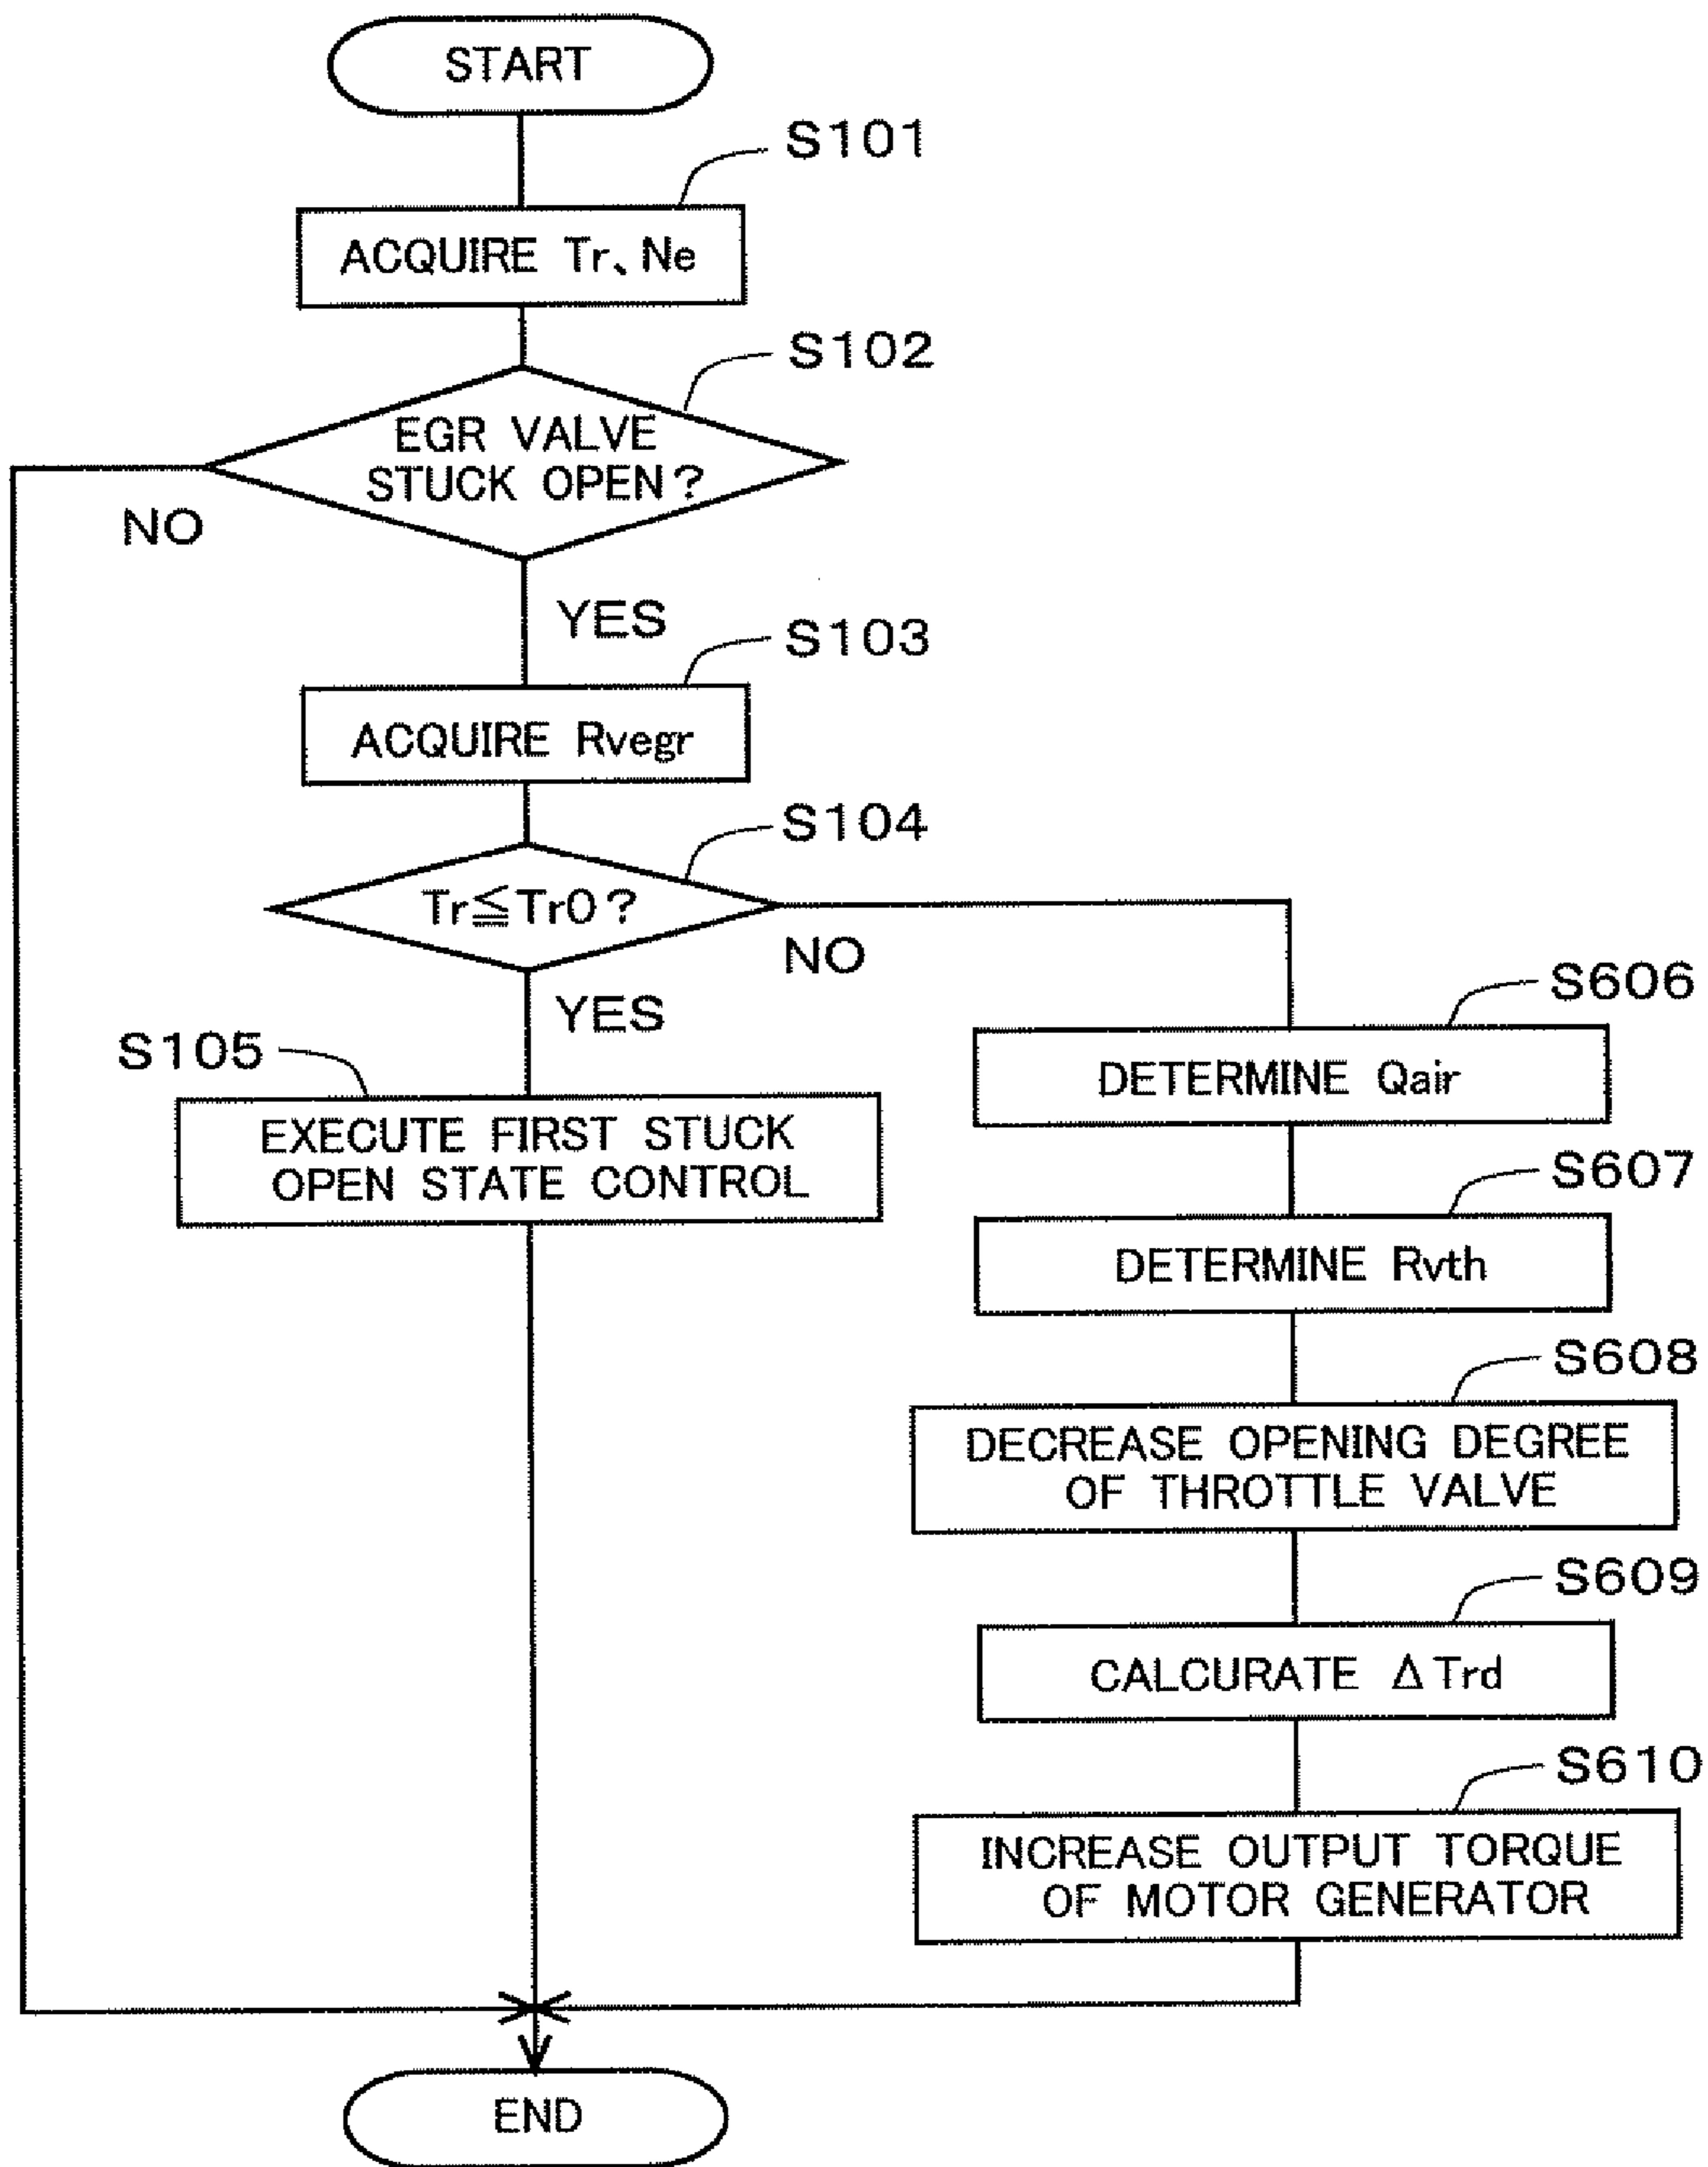 START
S101
ACQUIRE Tr、Ne
S102
EGR VALVE
STUCK OPEN?
NO
YES
S103
ACQUIRE Rvegr
S104
Tr≦Tr0?
NO
YES
S105
EXECUTE FIRST STUCK
OPEN STATE CONTROL
S606
DETERMINE Qair
S607
DETERMINE Rvth
S608
DECREASE OPENING DEGREE
OF THROTTLE VALVE
S609
CALCURATE ΔTrd
S610
INCREASE OUTPUT TORQUE
OF MOTOR GENERATOR
END